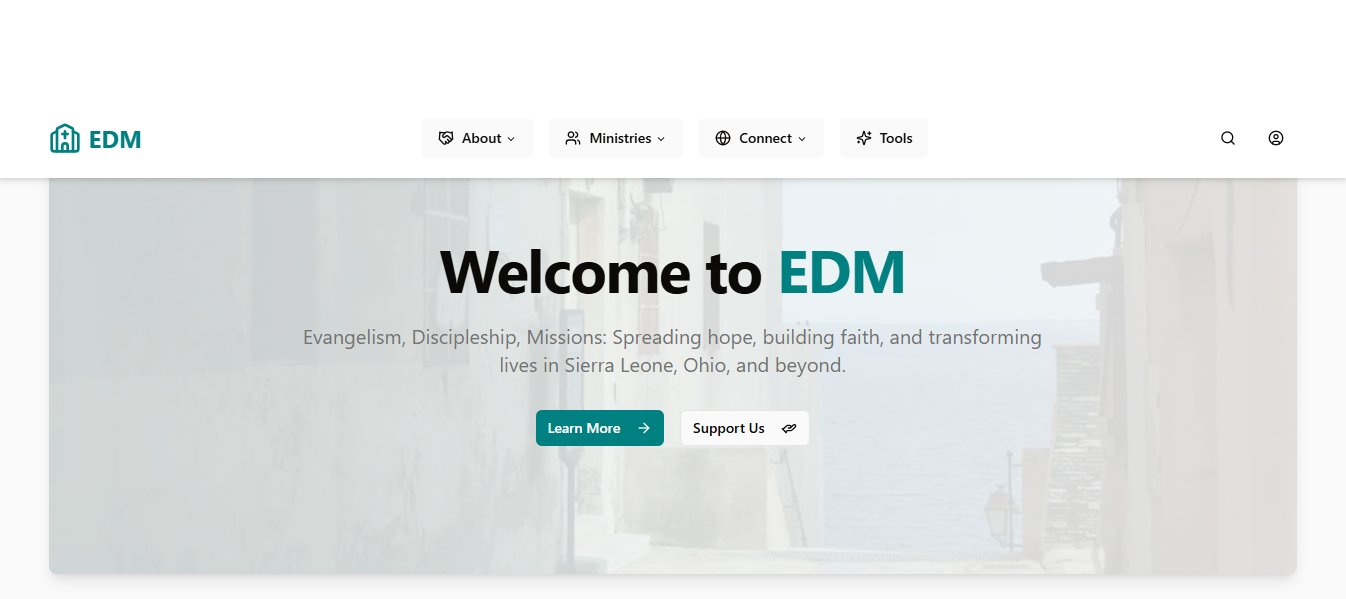 EDM
About
Ministries
Connect
Tools
Welcome to EDM
Evangelism, Discipleship, Missions: Spreading hope, building faith, and transforming
lives in Sierra Leone, Ohio, and beyond.
Learn More
Support Us